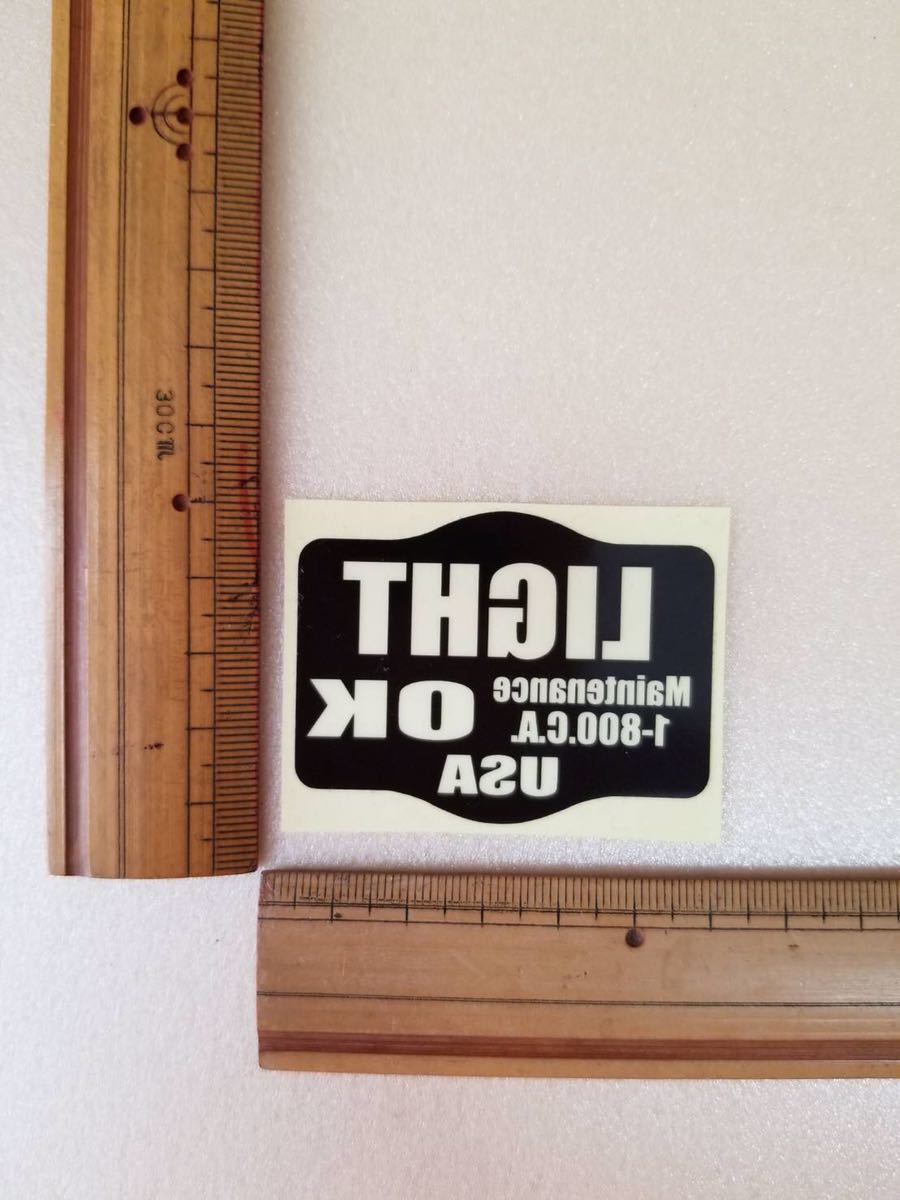 30cm
LIGHT
Maintenance OK
1-800.C.A.
USA